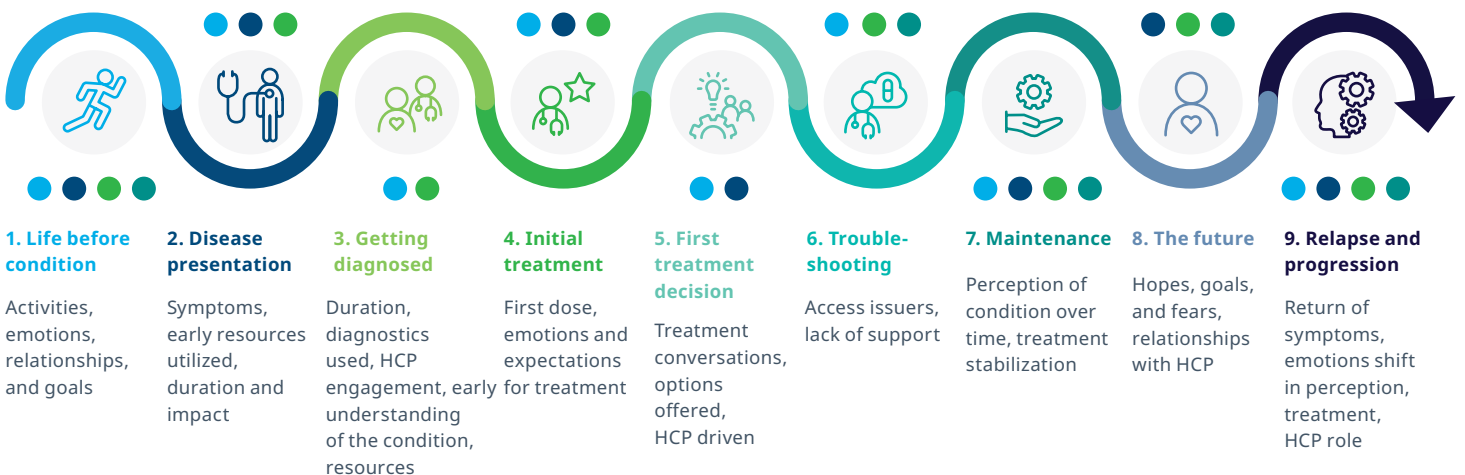 1. Life before
condition
Activities,
emotions,
relationships,
and goals
2. Disease
presentation
Symptoms,
early resources
utilized,
duration and
impact
3. Getting
diagnosed
Duration,
diagnostics
used, HCP
engagement, early
understanding
of the condition,
resources
4. Initial
treatment
First dose,
emotions and
expectations
for treatment
5. First
treatment
decision
Treatment
conversations,
options
offered,
HCP driven
6. Trouble-
shooting
Access issuers,
lack of support
7. Maintenance
Perception of
condition over
time, treatment
stabilization
8. The future
Hopes, goals,
and fears,
relationships
with HCP
9. Relapse and
progression
Return of
symptoms,
emotions shift
in perception,
treatment,
HCP role